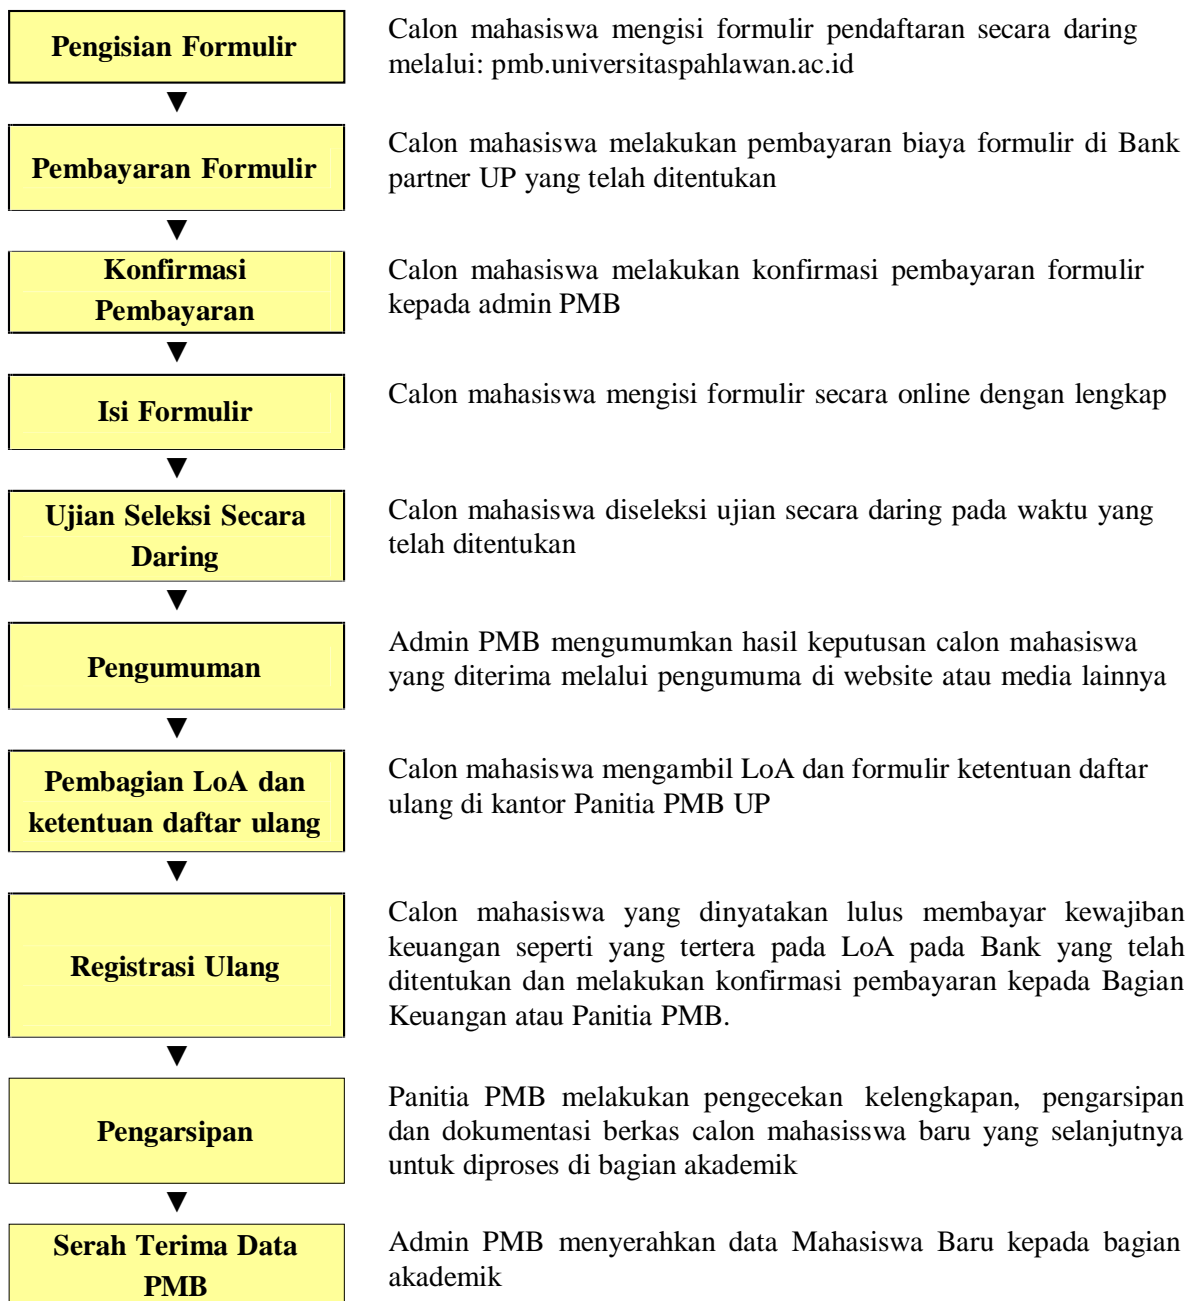 Pengisian Formulir
Calon mahasiswa mengisi formulir pendaftaran secara daring
melalui: pmb.universitaspahlawan.ac.id
Pembayaran Formulir
Calon mahasiswa melakukan pembayaran biaya formulir di Bank
partner UP yang telah ditentukan
Konfirmasi
Pembayaran
Calon mahasiswa melakukan konfirmasi pembayaran formulir
kepada admin PMB
Isi Formulir
Calon mahasiswa mengisi formulir secara online dengan lengkap
Ujian Seleksi Secara
Daring
Calon mahasiswa diseleksi ujian secara daring pada waktu yang
telah ditentukan
Pengumuman
Admin PMB mengumumkan hasil keputusan calon mahasiswa
yang diterima melalui pengumuma di website atau media lainnya
Pembagian LoA dan
ketentuan daftar ulang
Calon mahasiswa mengambil LoA dan formulir ketentuan daftar
ulang di kantor Panitia PMB UP
Registrasi Ulang
Calon mahasiswa yang dinyatakan lulus membayar kewajiban
keuangan seperti yang tertera pada LoA pada Bank yang telah
ditentukan dan melakukan konfirmasi pembayaran kepada Bagian
Keuangan atau Panitia PMB.
Pengarsipan
Panitia PMB melakukan pengecekan kelengkapan, pengarsipan
dan dokumentasi berkas calon mahasisswa baru yang selanjutnya
untuk diproses di bagian akademik
Serah Terima Data
PMB
Admin PMB menyerahkan data Mahasiswa Baru kepada bagian
akademik